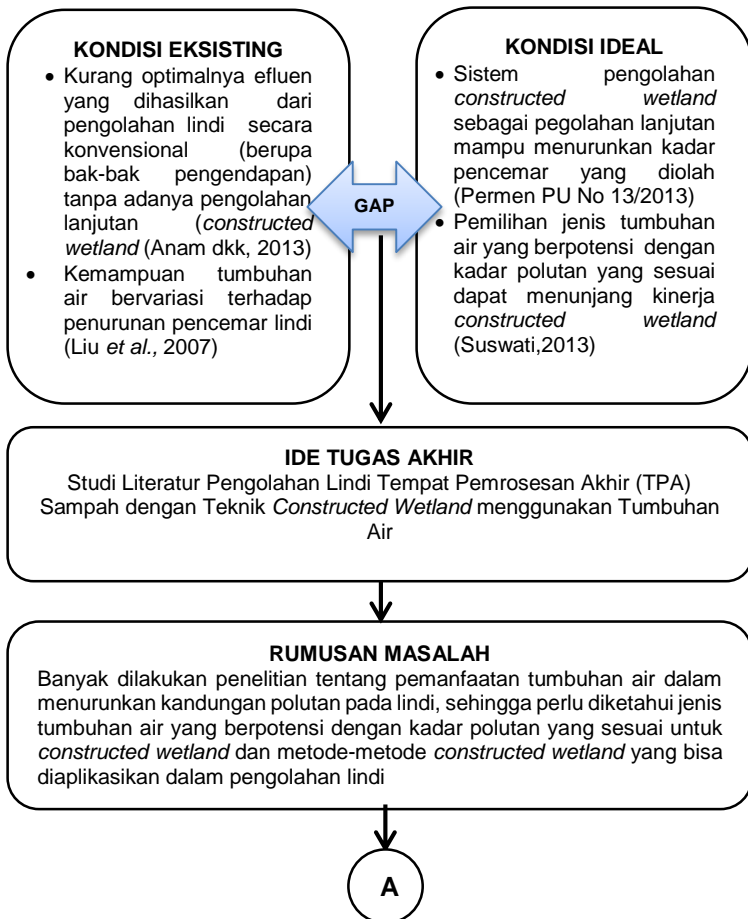 KONDISI EKSISTING
• Kurang optimalnya efluen
yang dihasilkan dari
pengolahan lindi secara
konvensional (berupa
bak-bak pengendapan)
tanpa adanya pengolahan
lanjutan (constructed
wetland (Anam dkk, 2013)
• Kemampuan tumbuhan
air bervariasi terhadap
penurunan pencemar lindi
(Liu et al., 2007)
GAP
KONDISI IDEAL
• Sistem pengolahan
constructed wetland
sebagai pegolahan lanjutan
mampu menurunkan kadar
pencemar yang diolah
(Permen PU No 13/2013)
• Pemilihan jenis tumbuhan
air yang berpotensi dengan
kadar polutan yang sesuai
dapat menunjang kinerja
constructed wetland
(Suswati,2013)
IDE TUGAS AKHIR
Studi Literatur Pengolahan Lindi Tempat Pemrosesan Akhir (TPA)
Sampah dengan Teknik Constructed Wetland menggunakan Tumbuhan
Air
RUMUSAN MASALAH
Banyak dilakukan penelitian tentang pemanfaatan tumbuhan air dalam
menurunkan kandungan polutan pada lindi, sehingga perlu diketahui jenis
tumbuhan air yang berpotensi dengan kadar polutan yang sesuai untuk
constructed wetland dan metode-metode constructed wetland yang bisa
diaplikasikan dalam pengolahan lindi
A